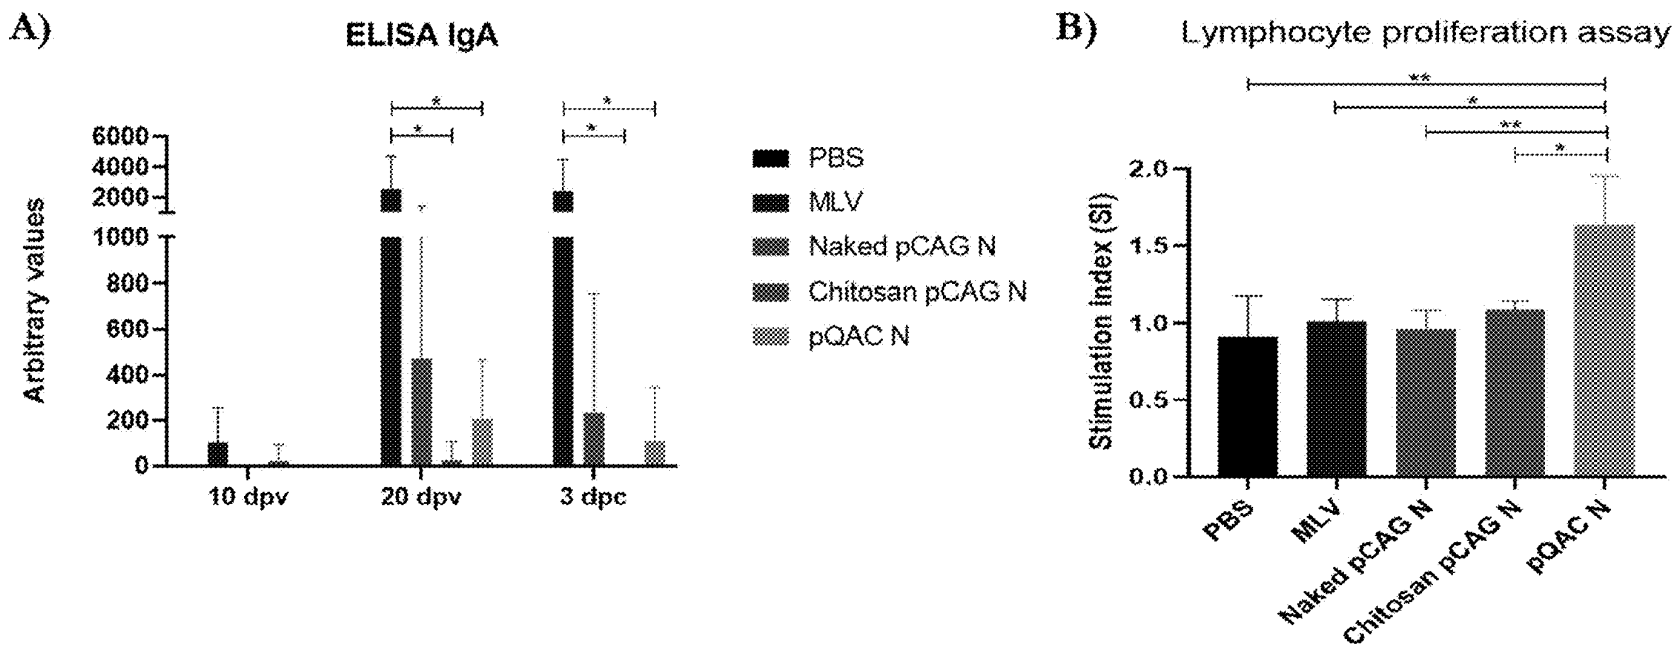 A)
ELISA IgA
Arbitrary values
6000
4000
2000
1000
800
600
400
200
0
* *
* *
10 dpv 20 dpv 3 dpc
PBS
MLV
Naked pCAG N
Chitosan pCAG N
pQAC N
B)
Lymphocyte proliferation assay
**
*
**
*
Stimulation Index (SI)
2.0
1.5
1.0
0.5
0.0
PBS
MLV
Naked pCAG N
Chitosan pCAG N
pQAC N